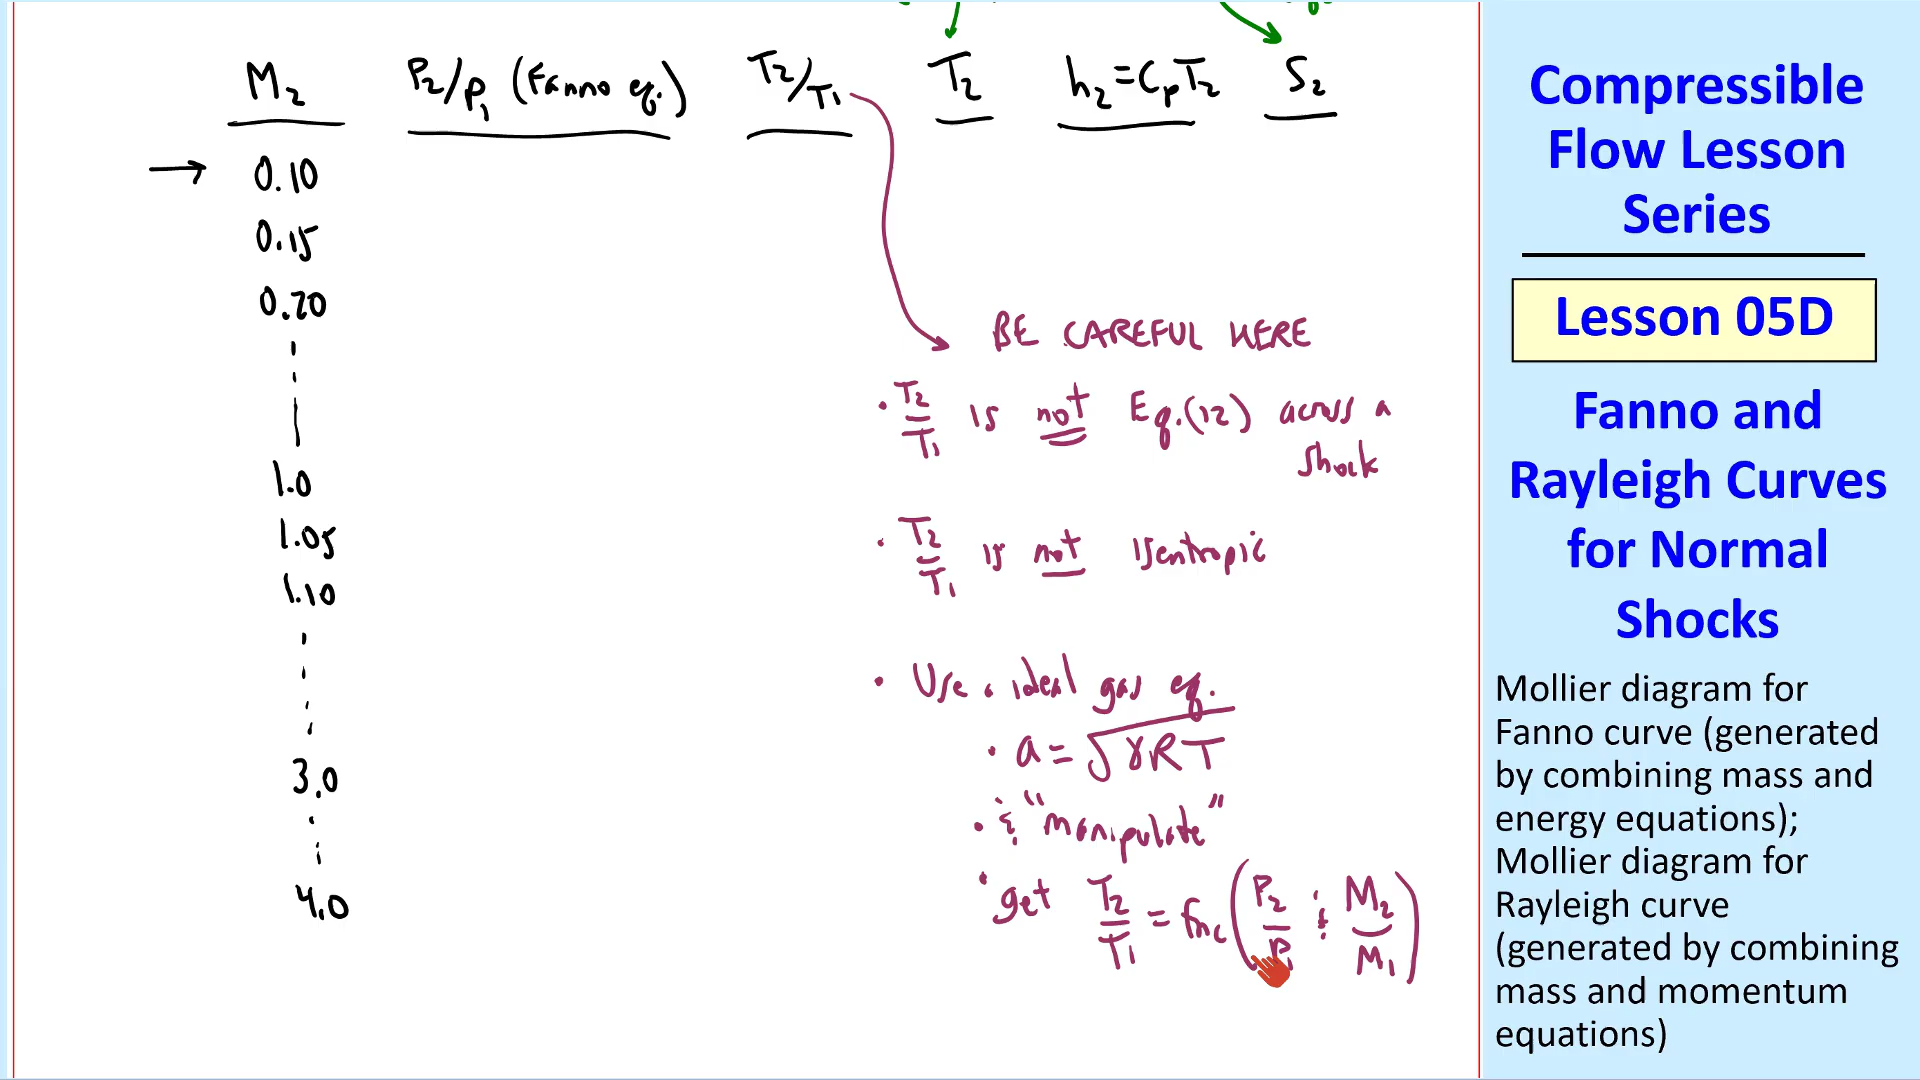 M₂ P₂/P₁ (Fanno eq.) T₂/T₁ T₂ h₂=CpT₂ S₂
→ 0.10
0.15
0.20
1.0
1.05
1.10
3.0
4.0
BE CAREFUL HERE
• T₂/T₁ is not Eq.(12) across a
shock
• T₂/T₁ is not isentropic
• Use • ideal gas eq.
• a = √γRT
• & "manipulate"
• get T₂/T₁ = fnc (P₂/P₁ & M₂/M₁)
Compressible
Flow Lesson
Series
Lesson 05D
Fanno and
Rayleigh Curves
for Normal
Shocks
Mollier diagram for
Fanno curve (generated
by combining mass and
energy equations);
Mollier diagram for
Rayleigh curve
(generated by combining
mass and momentum
equations)